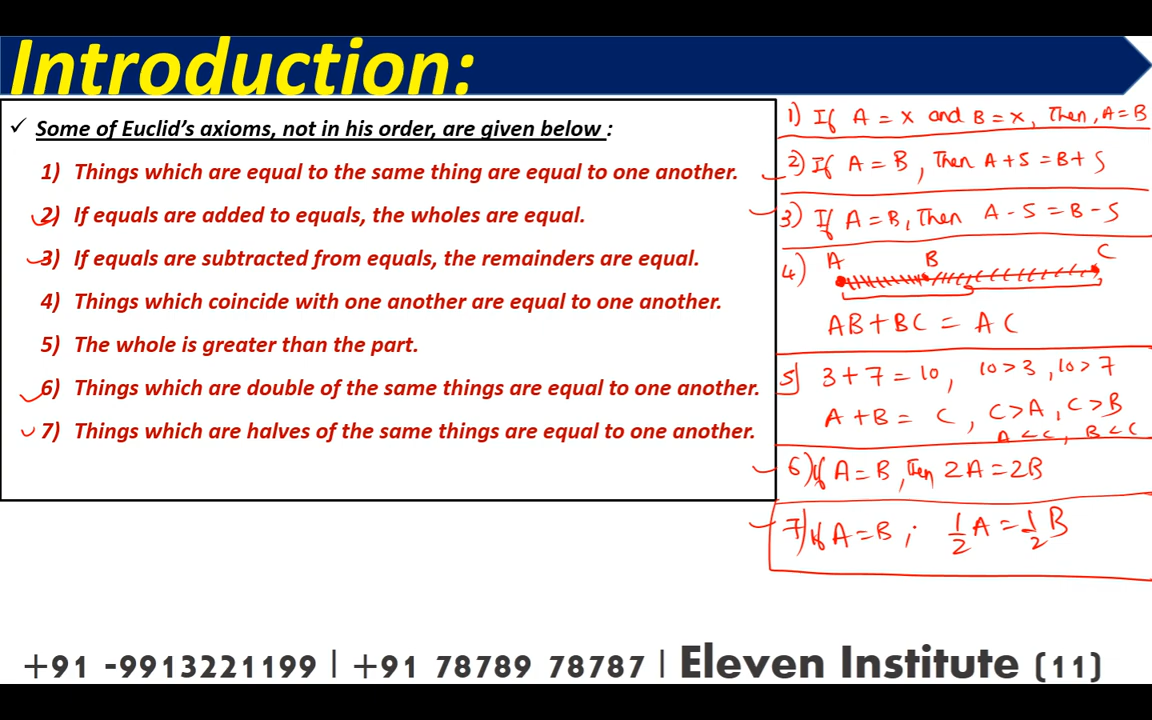 Introduction:
✓ Some of Euclid's axioms, not in his order, are given below :
1) Things which are equal to the same thing are equal to one another.
2) If equals are added to equals, the wholes are equal.
3) If equals are subtracted from equals, the remainders are equal.
4) Things which coincide with one another are equal to one another.
5) The whole is greater than the part.
6) Things which are double of the same things are equal to one another.
7) Things which are halves of the same things are equal to one another.
1) If A = x and B = x, Then, A = B
2) If A = B, Then A + 5 = B + 5
3) If A = B, Then A - 5 = B - 5
4) A B C
AB + BC = AC
5) 3 + 7 = 10, 10 > 3, 10 > 7
A + B = C, C > A, C > B
A < C, B < C
6) If A = B, Then 2A = 2B
7) If A = B ; 1/2 A = 1/2 B
+91 -9913221199 | +91 78789 78787 | Eleven Institute (11)